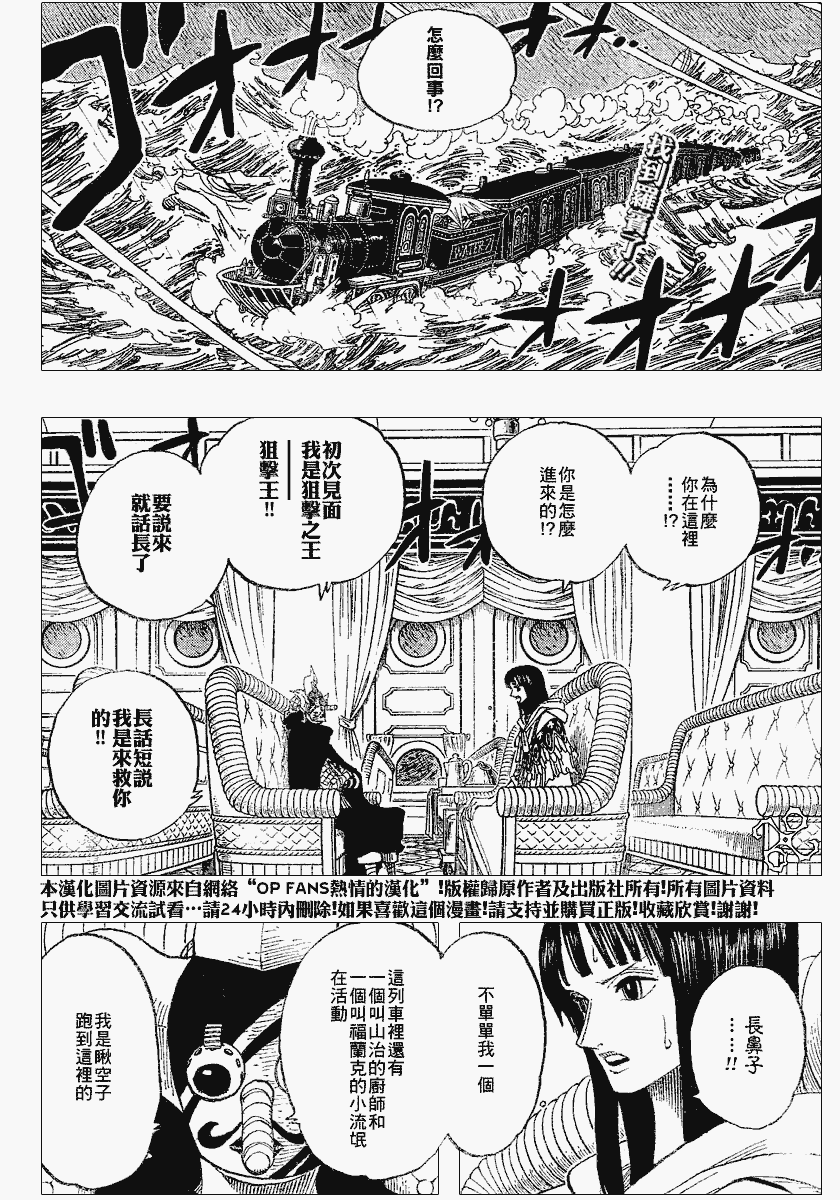 怎麼回事!?
找到羅賓了!!
WATER
為什麼
你在這裡
……!?
你是怎麼
進來的!?
初次見面
我是狙擊之王
——
狙擊王!!
要說來
就話長了
長話短說
我是來救你
的!!
本漢化圖片資源來自網絡“OP FANS熱情的漢化”!版權歸原作者及出版社所有!所有圖片資料
只供學習交流試看…請24小時內刪除!如果喜歡這個漫畫!請支持並購買正版!收藏欣賞!謝謝!
長鼻子
……!!
不單單我一個
這列車裡還有
一個叫山治的廚師和
一個叫福蘭克的小流氓
在活動
我是瞅空子
跑到這裡的